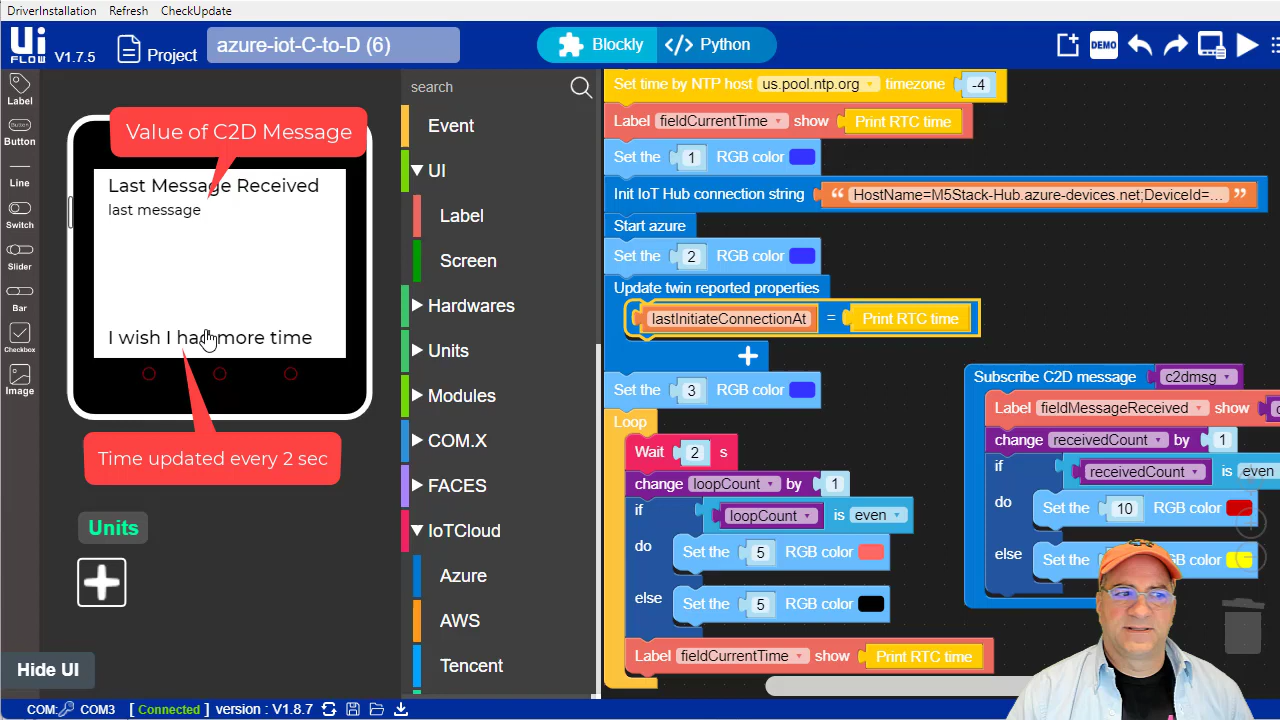 DriverInstallation Refresh CheckUpdate
Ui FLOW V1.7.5 Project azure-iot-C-to-D (6) Blockly </> Python DEMO
Label
Button
Button
Line
Switch
Slider
Bar
Checkbox
Image
Value of C2D Message
Last Message Received
last message
I wish I had more time
Time updated every 2 sec
Units
Hide UI
search
Event
UI
Label
Screen
Hardwares
Units
Modules
COM.X
FACES
IoTCloud
Azure
AWS
Tencent
Set time by NTP host us.pool.ntp.org timezone -4
Label fieldCurrentTime show Print RTC time
Set the 1 RGB color
Init IoT Hub connection string “ HostName=M5Stack-Hub.azure-devices.net;DeviceId=... ”
Start azure
Set the 2 RGB color
Update twin reported properties
lastInitiateConnectionAt = Print RTC time
Set the 3 RGB color
Loop
Wait 2 s
change loopCount by 1
if loopCount is even
do Set the 5 RGB color
else Set the 5 RGB color
Label fieldCurrentTime show Print RTC time
Subscribe C2D message c2dmsg
Label fieldMessageReceived show
change receivedCount by 1
if receivedCount is even
do Set the 10 RGB color
else Set the RGB color
COM: COM3 [ Connected ] version : V1.8.7